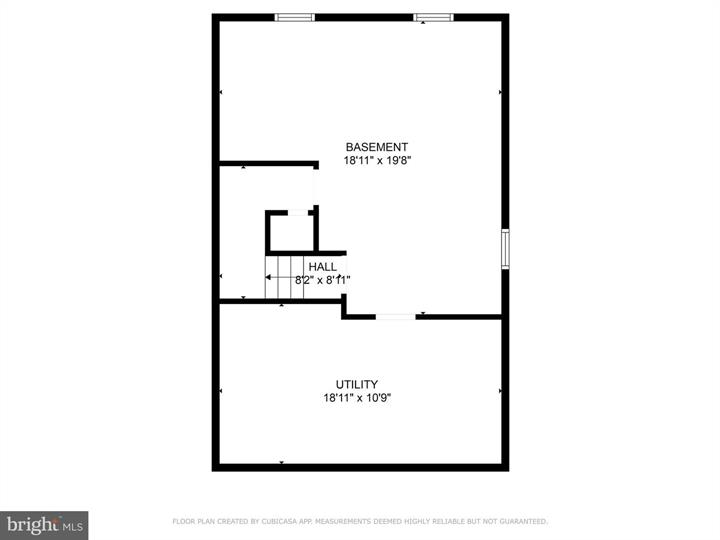 BASEMENT
18'11" x 19'8"
HALL
8'2" x 8'11"
UTILITY
18'11" x 10'9"
bright MLS
FLOOR PLAN CREATED BY CUBICASA APP. MEASUREMENTS DEEMED HIGHLY RELIABLE BUT NOT GUARANTEED.